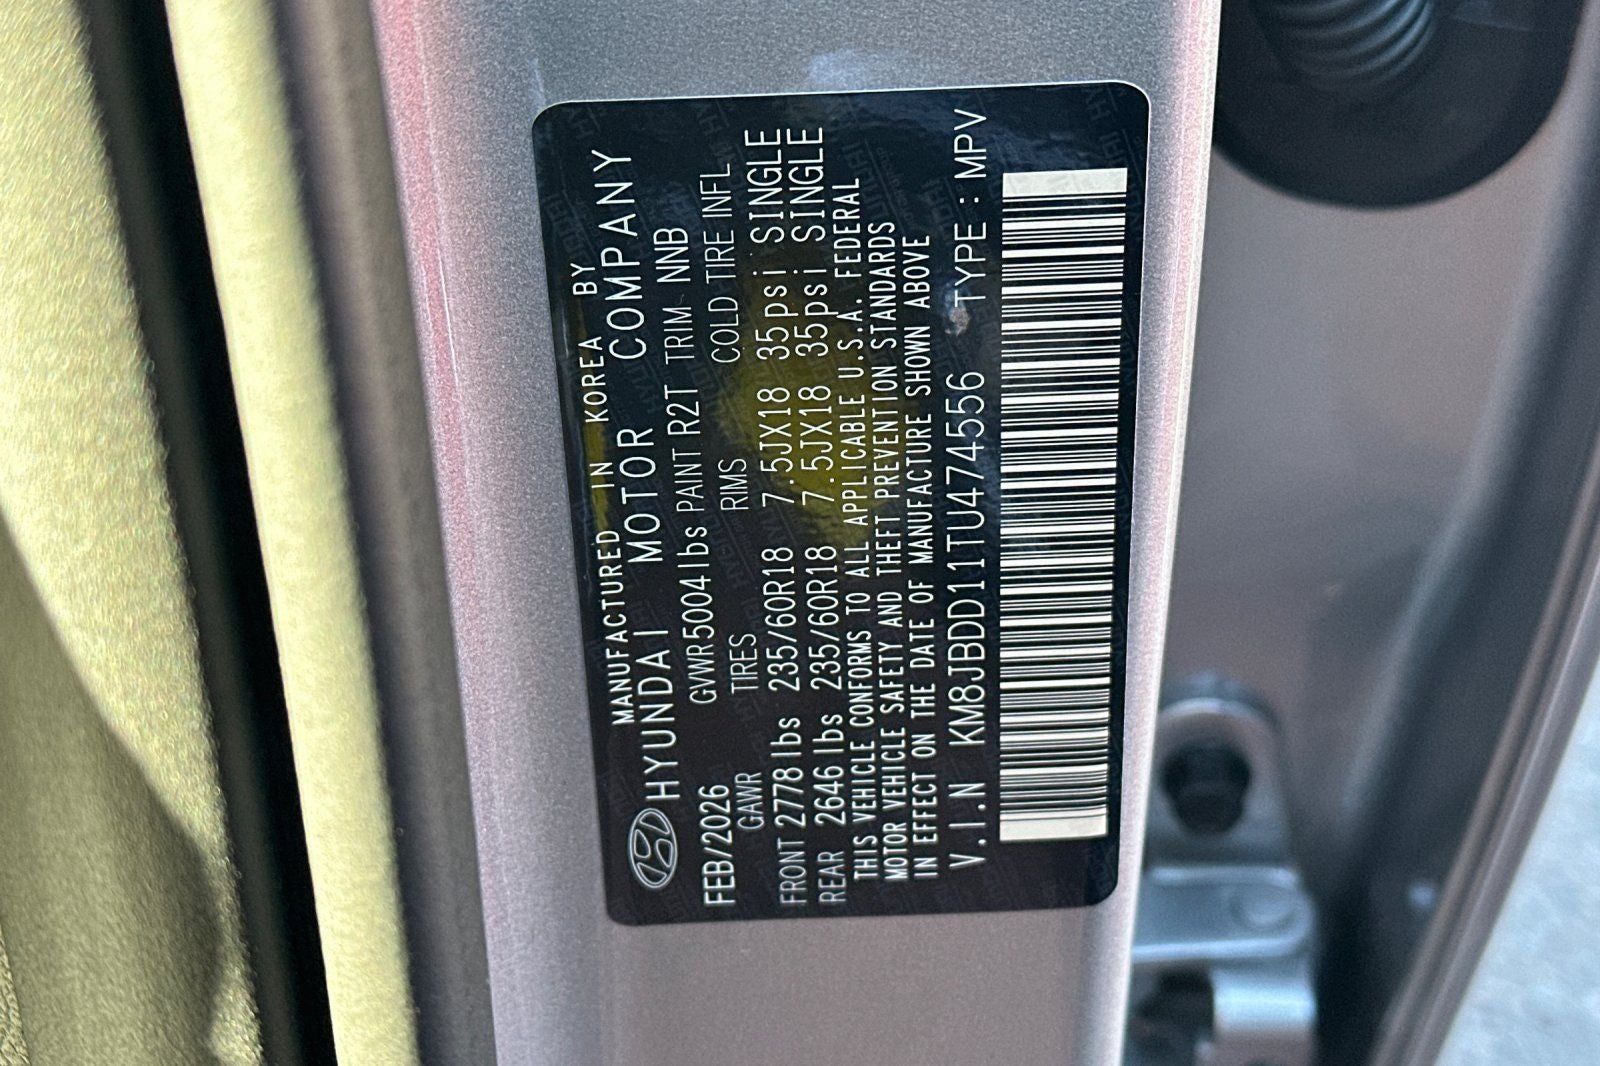 MANUFACTURED IN KOREA BY
HYUNDAI MOTOR COMPANY
FEB/2026 GVWR5004lbs PAINT R2T TRIM NNB
GAWR TIRES RIMS COLD TIRE INFL
FRONT 2778lbs 235/60R18 7.5JX18 35psi SINGLE
REAR 2646lbs 235/60R18 7.5JX18 35psi SINGLE
THIS VEHICLE CONFORMS TO ALL APPLICABLE U.S.A. FEDERAL
MOTOR VEHICLE SAFETY AND THEFT PREVENTION STANDARDS
IN EFFECT ON THE DATE OF MANUFACTURE SHOWN ABOVE
V.I.N KM8JBDD11TU474556 TYPE : MPV